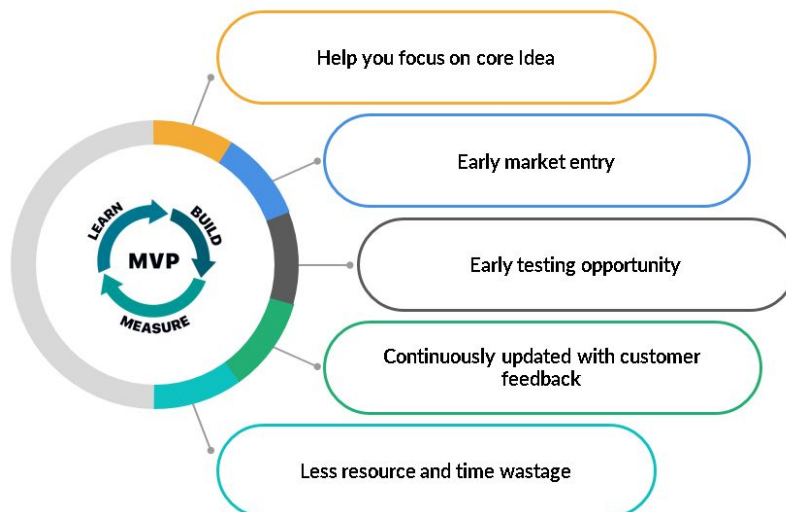 Help you focus on core Idea
Early market entry
LEARN
BUILD
MVP
MEASURE
Early testing opportunity
Continuously updated with customer
feedback
Less resource and time wastage